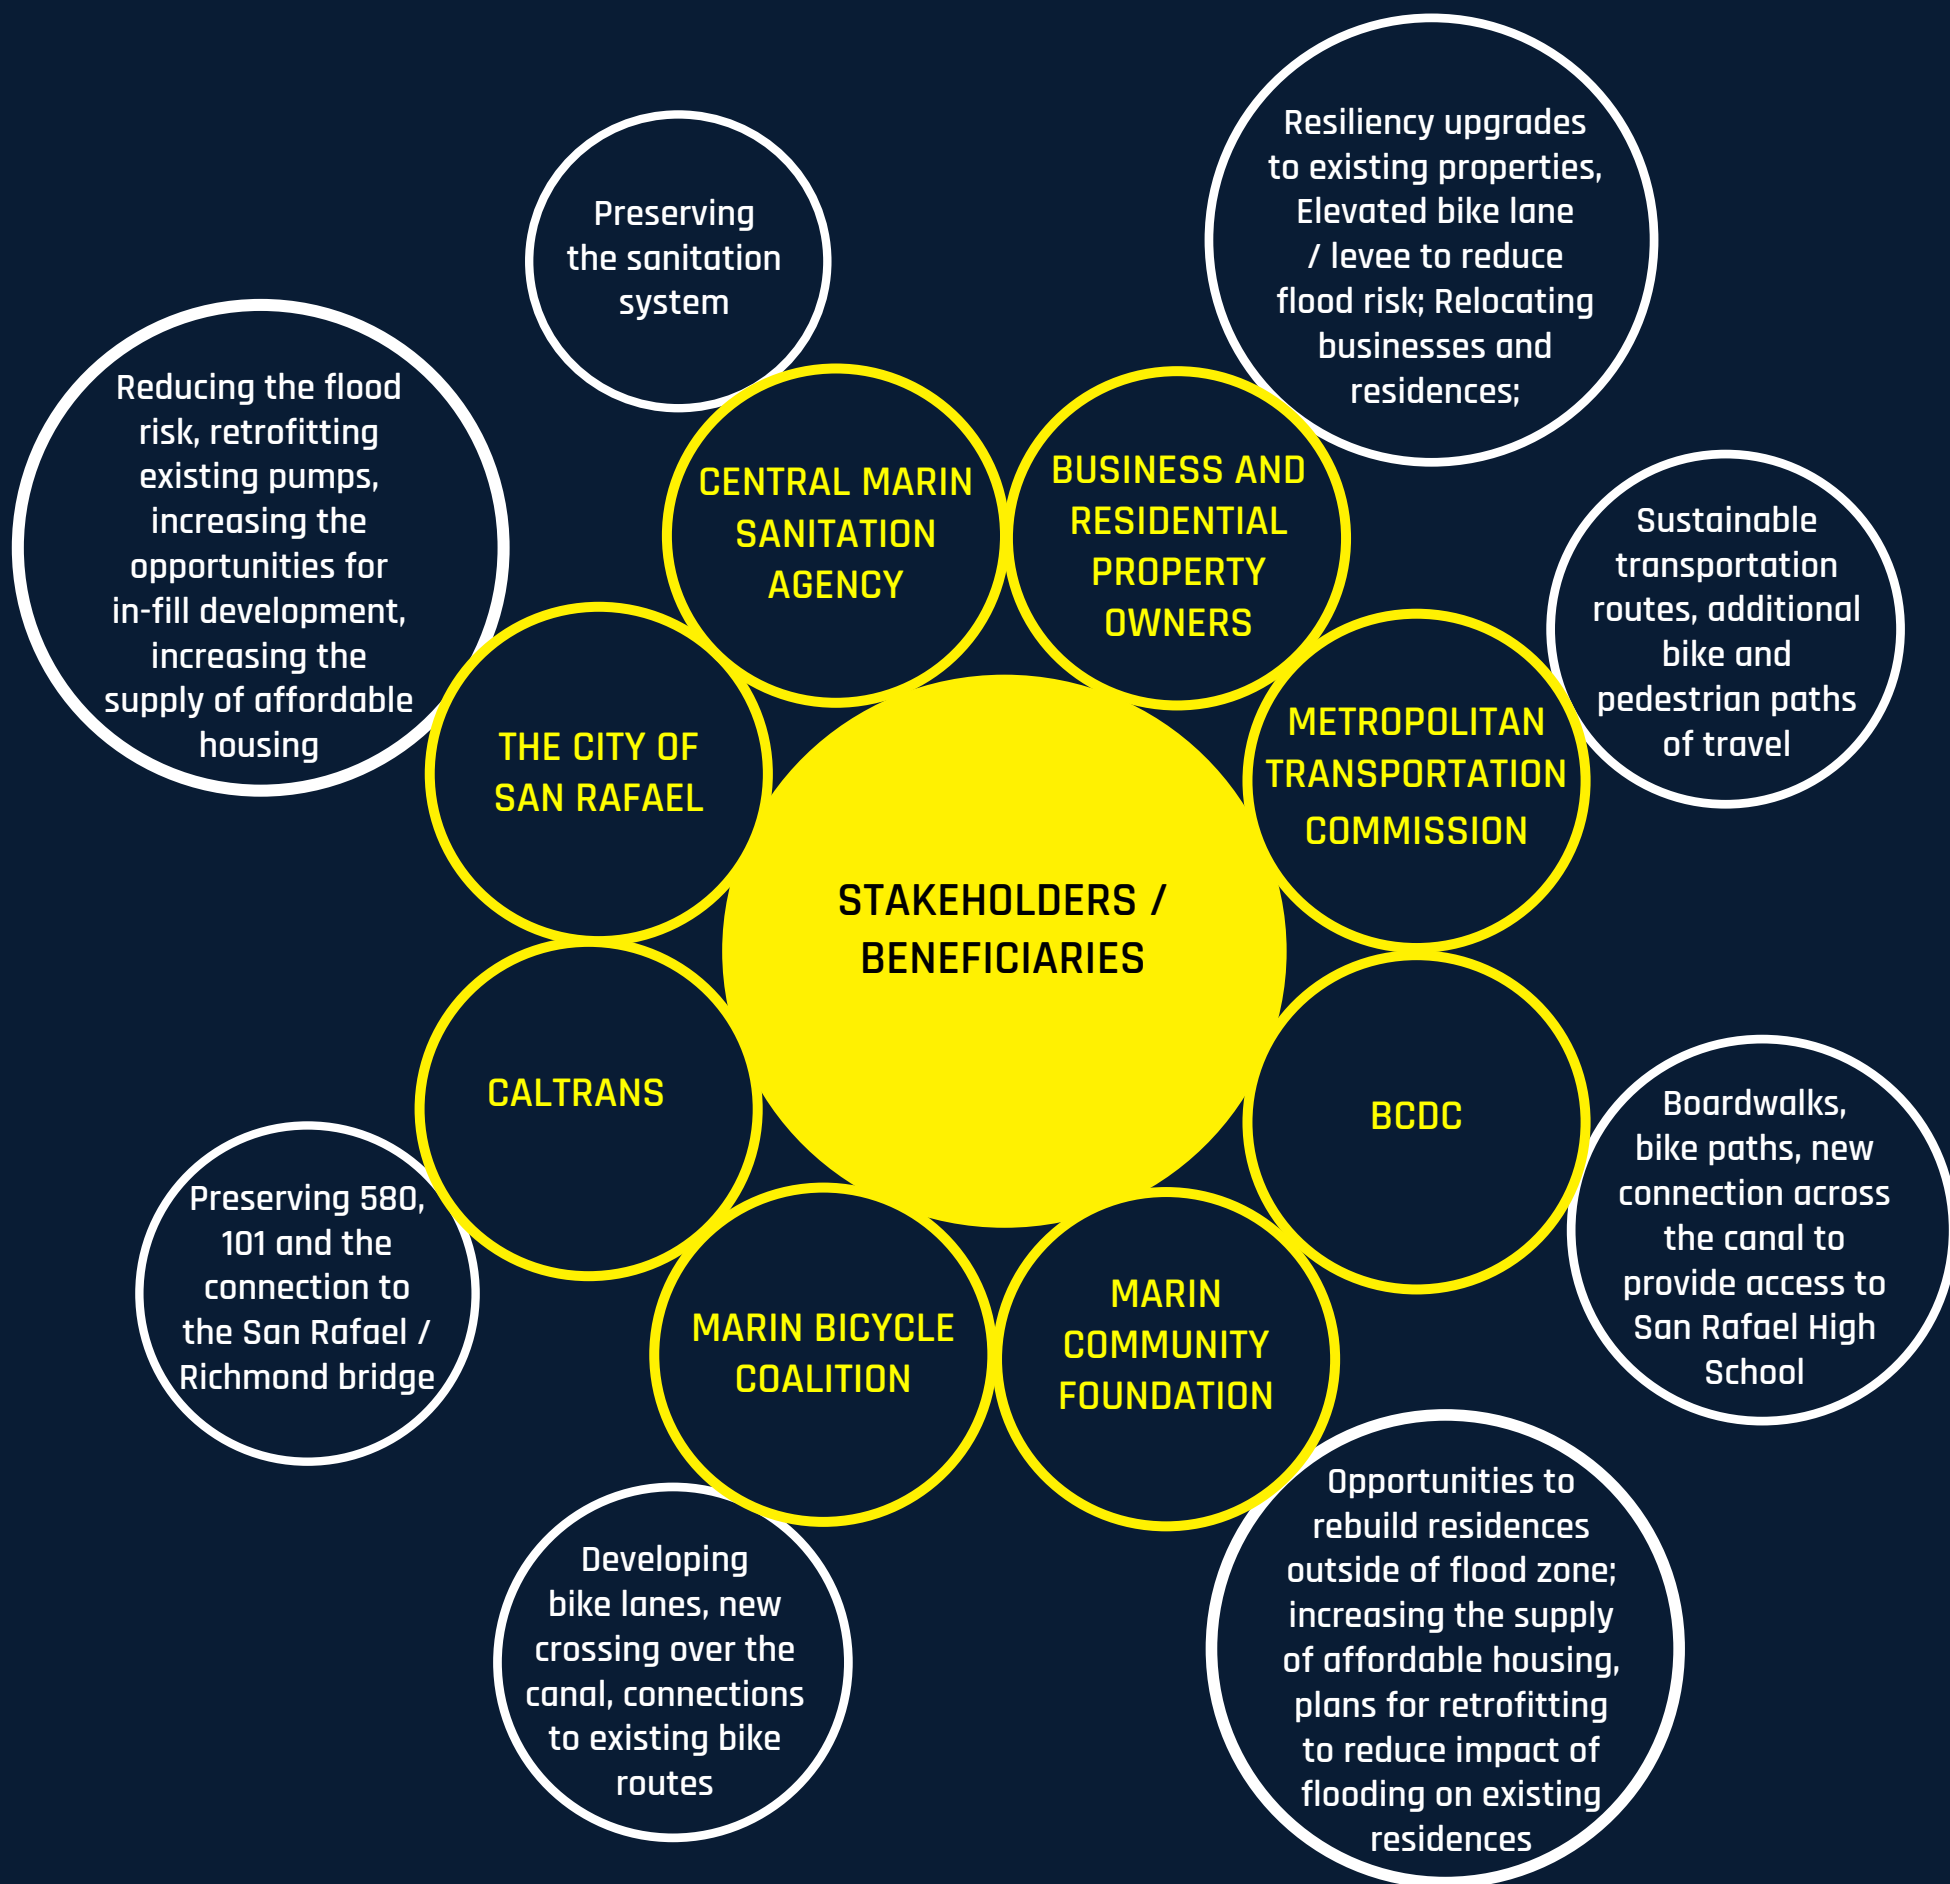 Resiliency upgrades
to existing properties,
Elevated bike lane
/ levee to reduce
flood risk; Relocating
businesses and
residences;
Preserving
the sanitation
system
Reducing the flood
risk, retrofitting
existing pumps,
increasing the
opportunities for
in-fill development,
increasing the
supply of affordable
housing
CENTRAL MARIN
SANITATION
AGENCY
BUSINESS AND
RESIDENTIAL
PROPERTY
OWNERS
Sustainable
transportation
routes, additional
bike and
pedestrian paths
of travel
THE CITY OF
SAN RAFAEL
METROPOLITAN
TRANSPORTATION
COMMISSION
STAKEHOLDERS /
BENEFICIARIES
CALTRANS
BCDC
Boardwalks,
bike paths, new
connection across
the canal to
provide access to
San Rafael High
School
Preserving 580,
101 and the
connection to
the San Rafael /
Richmond bridge
MARIN BICYCLE
COALITION
MARIN
COMMUNITY
FOUNDATION
Developing
bike lanes, new
crossing over the
canal, connections
to existing bike
routes
Opportunities to
rebuild residences
outside of flood zone;
increasing the supply
of affordable housing,
plans for retrofitting
to reduce impact of
flooding on existing
residences